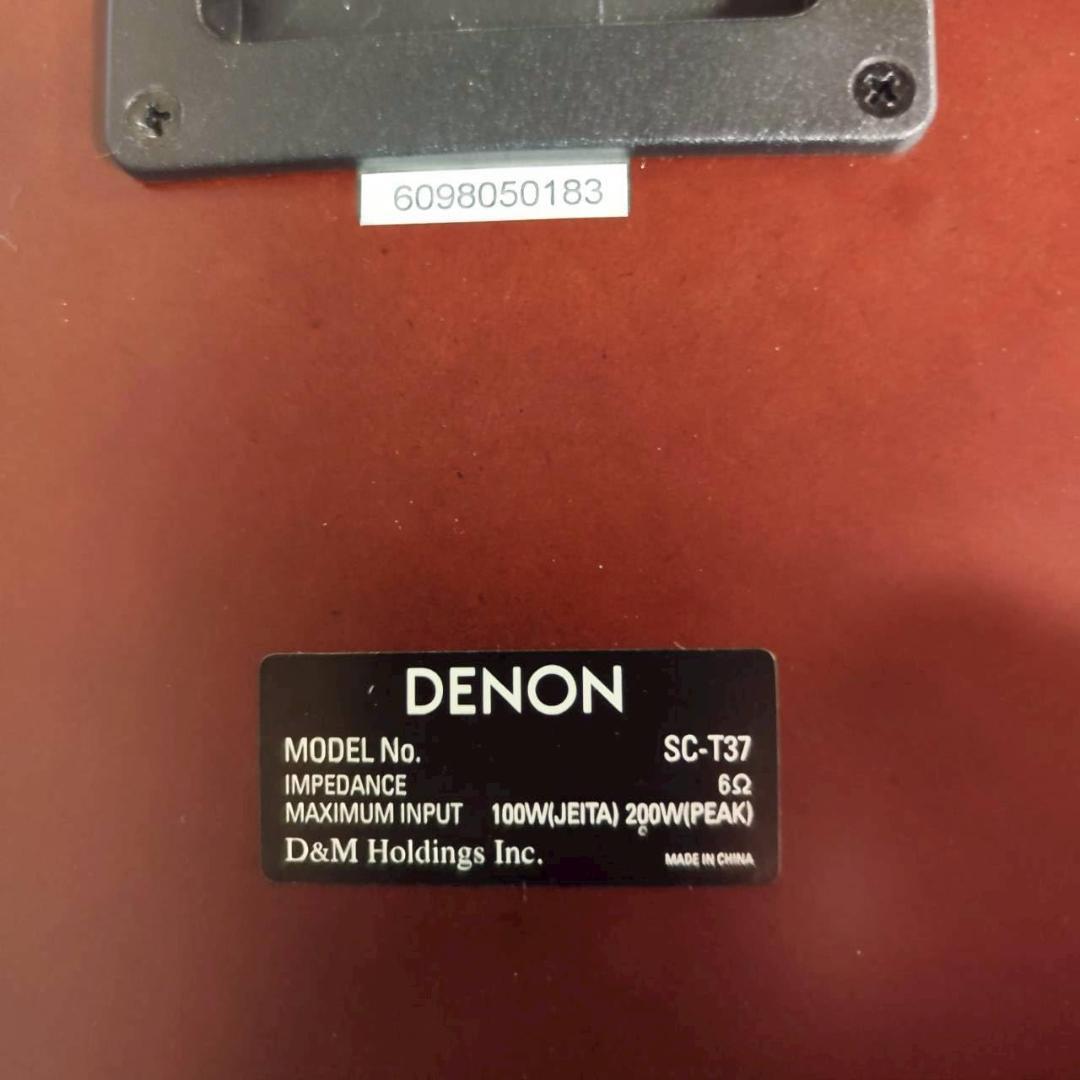 6098050183
DENON
MODEL No. SC-T37
IMPEDANCE 6Ω
MAXIMUM INPUT 100W(JEITA) 200W(PEAK)
D&M Holdings Inc. MADE IN CHINA